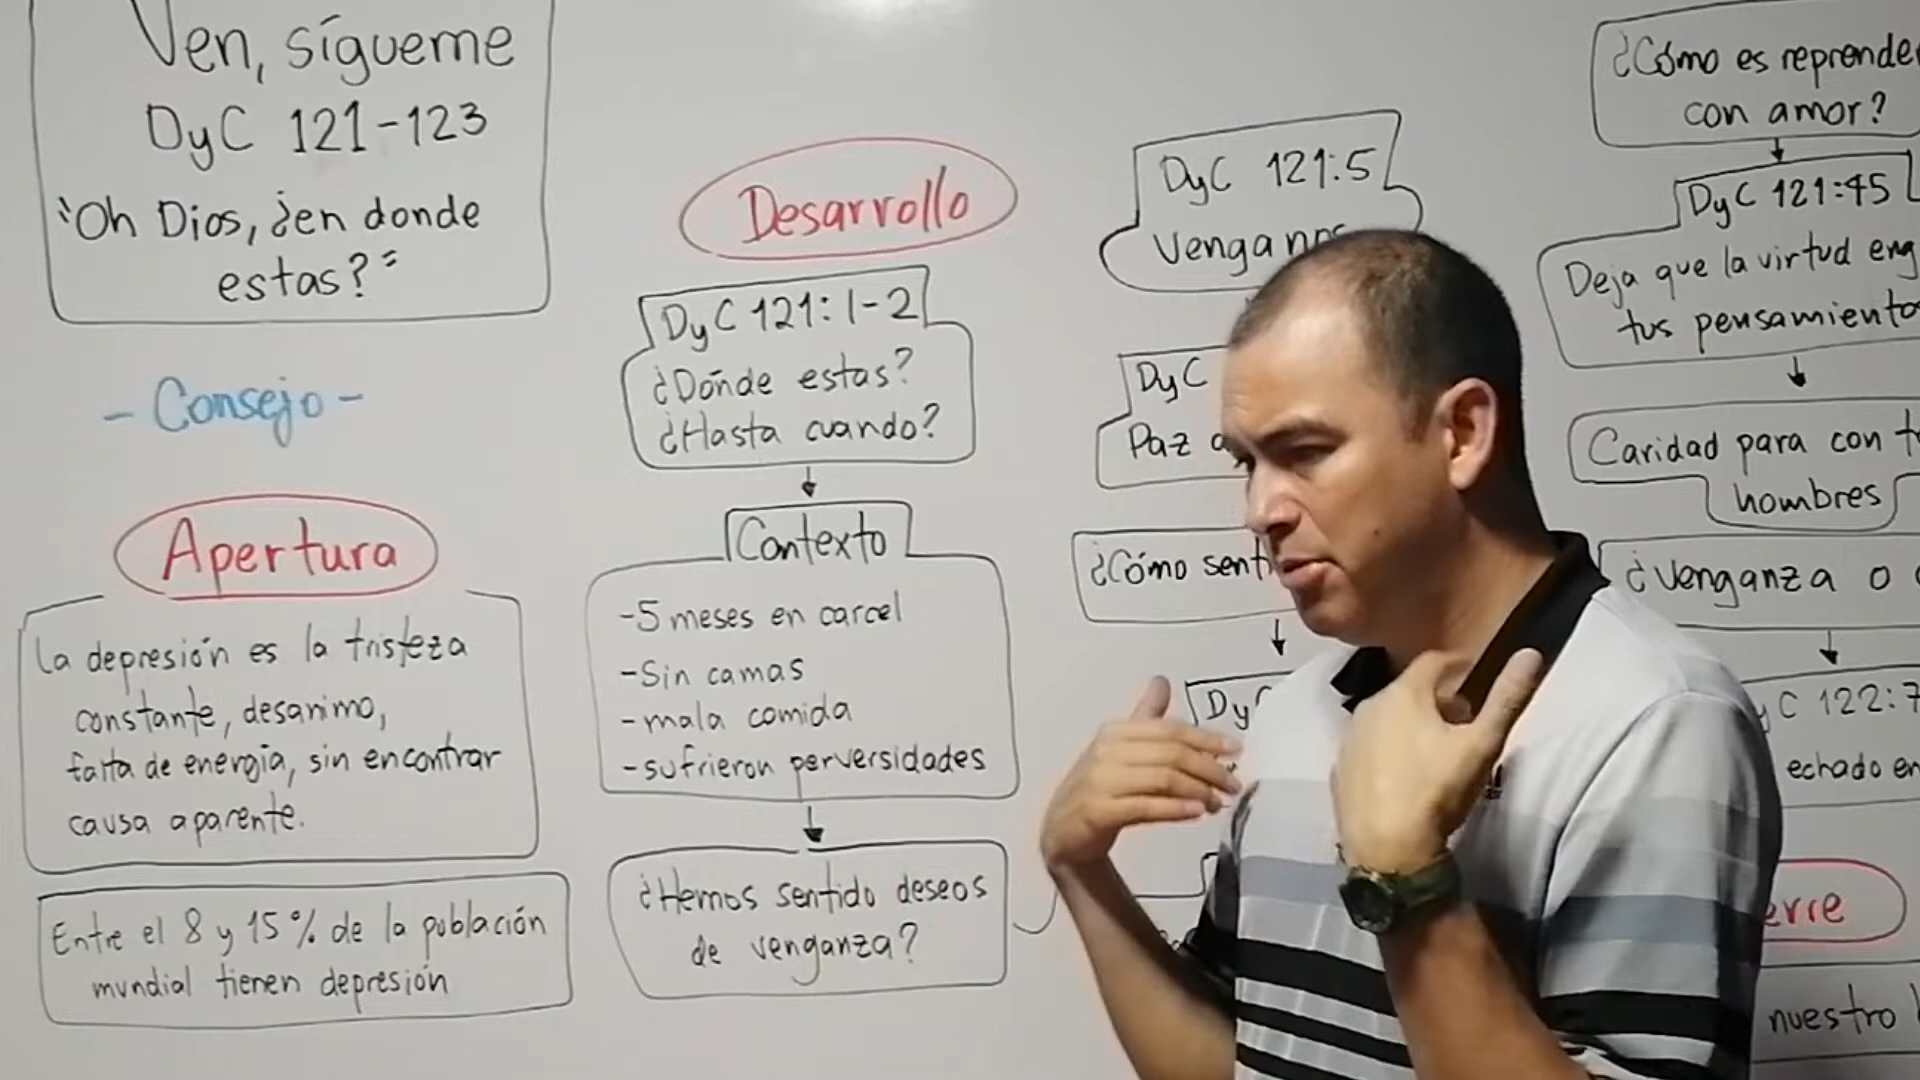 Ven, sígueme
DyC 121-123
"Oh Dios, ¿en donde
estas?"
- Consejo -
Apertura
La depresión es la tristeza
constante, desanimo,
falta de energía, sin encontrar
causa aparente.
Entre el 8 y 15% de la población
mundial tienen depresión
Desarrollo
DyC 121:1-2
¿Donde estas?
¿Hasta cuando?
Contexto
-5 meses en carcel
-Sin camas
-mala comida
-sufrieron perversidades
¿Hemos sentido deseos
de venganza?
DyC 121:5
DyC
Paz
¿Cómo
¿Cómo es
con amor?
DyC 121:45
Deja que la virtud
tus
Caridad para con
hombres
¿Venganza o
C 122:7
echado en
nuestro